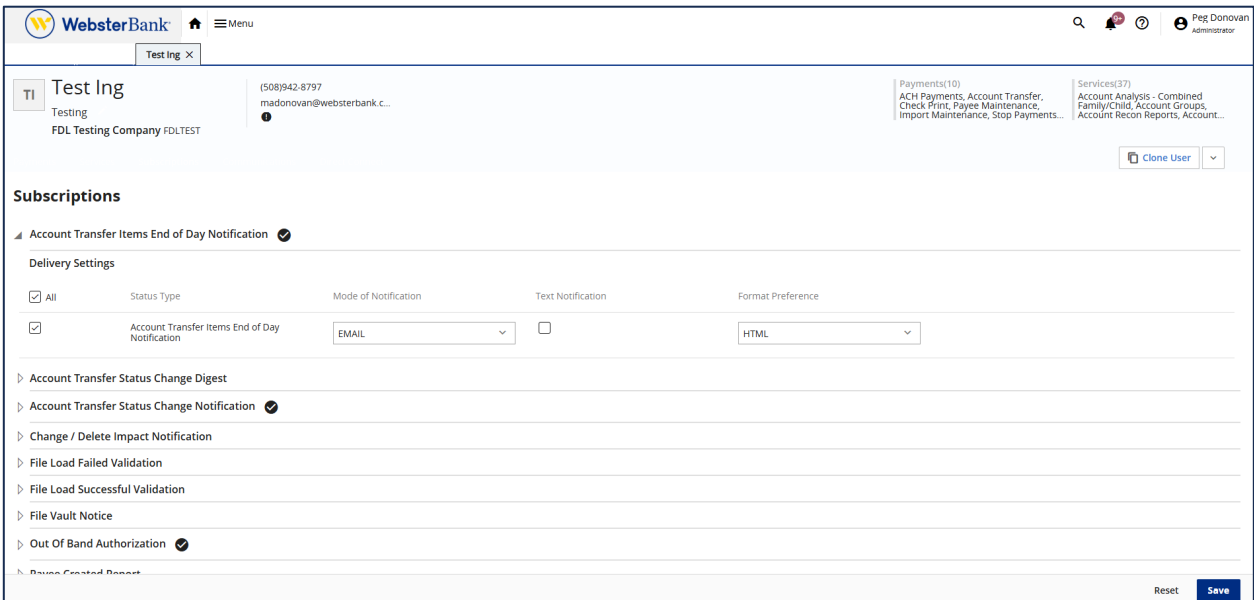 W WebsterBank Menu 9+ Peg Donovan
Administrator
Test Ing X
TI Test Ing
Testing
FDL Testing Company FDLTEST
(508)942-8797
madonovan@websterbank.c...
Payments(10)
ACH Payments, Account Transfer,
Check Print, Payee Maintenance,
Import Maintenance, Stop Payments...
Services(37)
Account Analysis - Combined
Family/Child, Account Groups,
Account Recon Reports, Account...
Clone User
Subscriptions
Account Transfer Items End of Day Notification
Delivery Settings
All Status Type Mode of Notification Text Notification Format Preference
Account Transfer Items End of Day
Notification
EMAIL
HTML
Account Transfer Status Change Digest
Account Transfer Status Change Notification
Change / Delete Impact Notification
File Load Failed Validation
File Load Successful Validation
File Vault Notice
Out Of Band Authorization
Payee Created Report
Reset Save